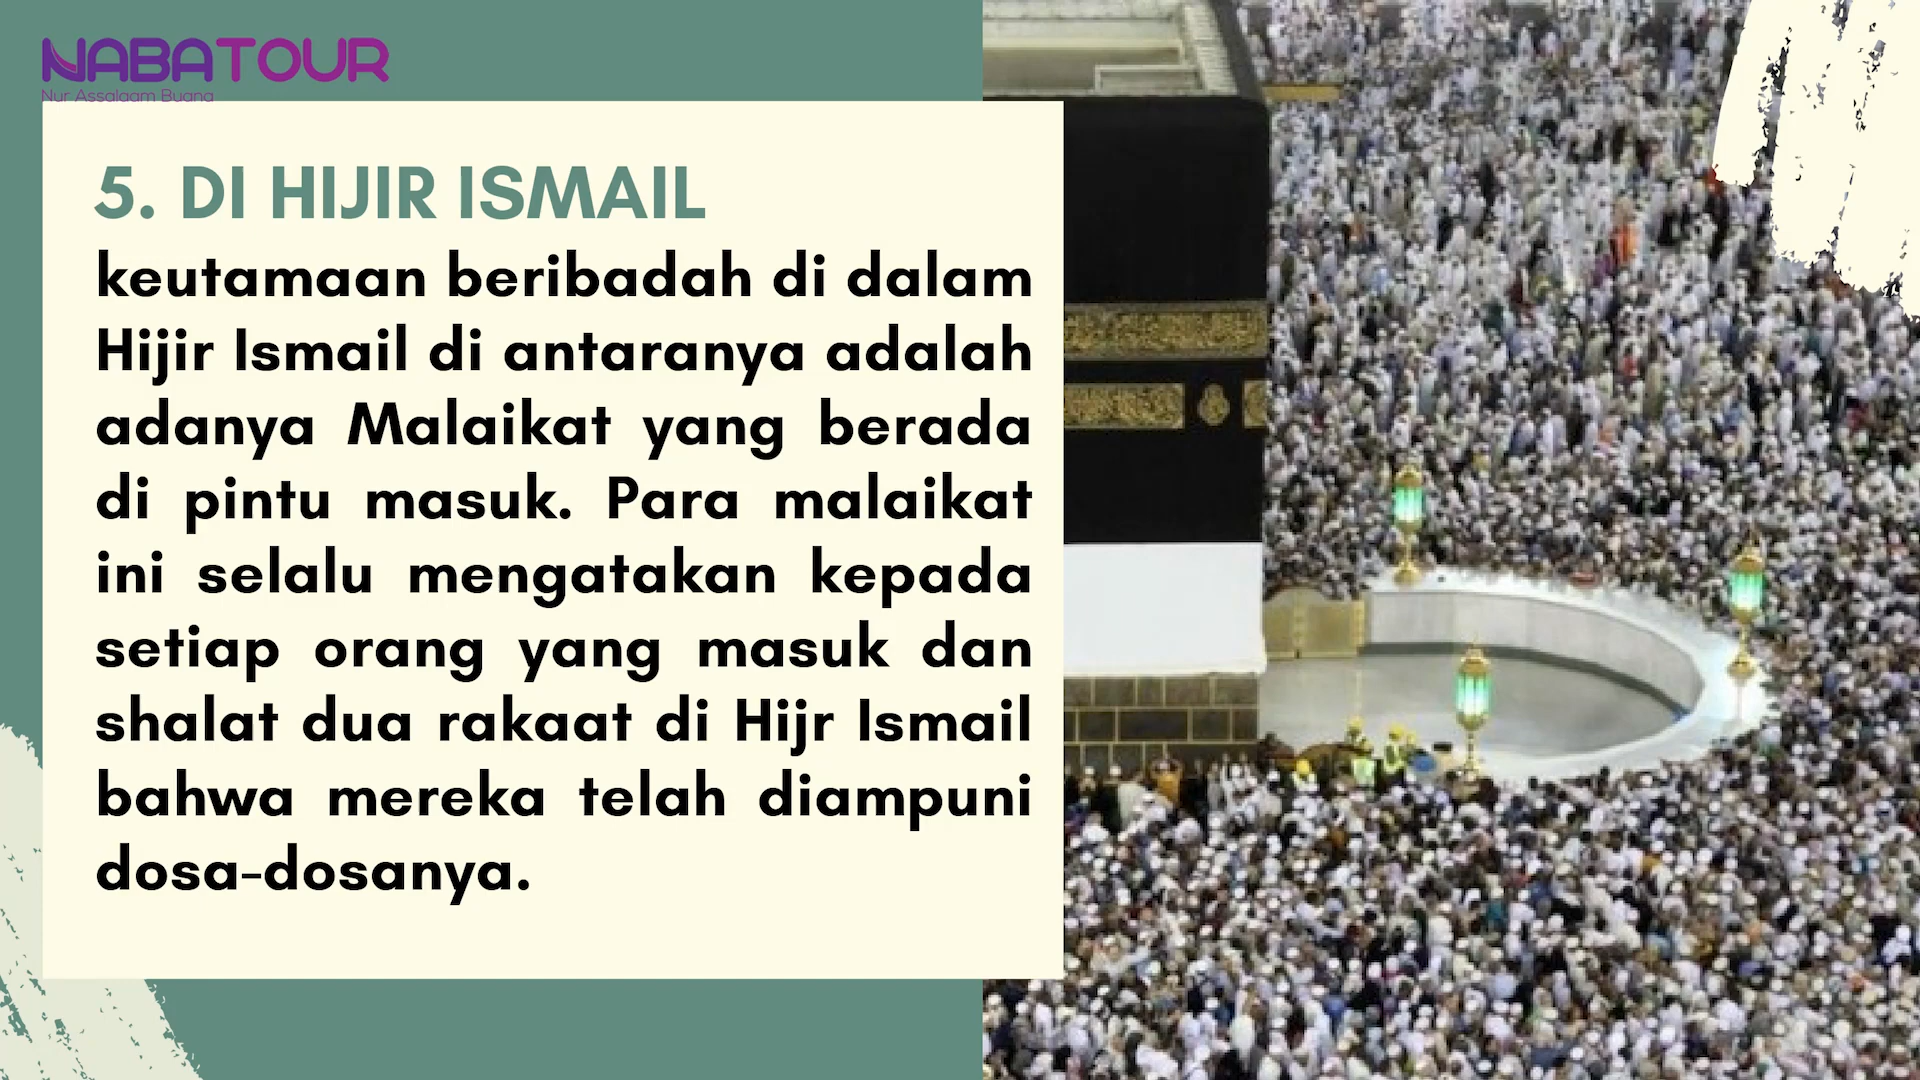 NABATOUR
Nur Assalaam Buana
5. DI HIJIR ISMAIL
keutamaan beribadah di dalam
Hijir Ismail di antaranya adalah
adanya Malaikat yang berada
di pintu masuk. Para malaikat
ini selalu mengatakan kepada
setiap orang yang masuk dan
shalat dua rakaat di Hijr Ismail
bahwa mereka telah diampuni
dosa-dosanya.